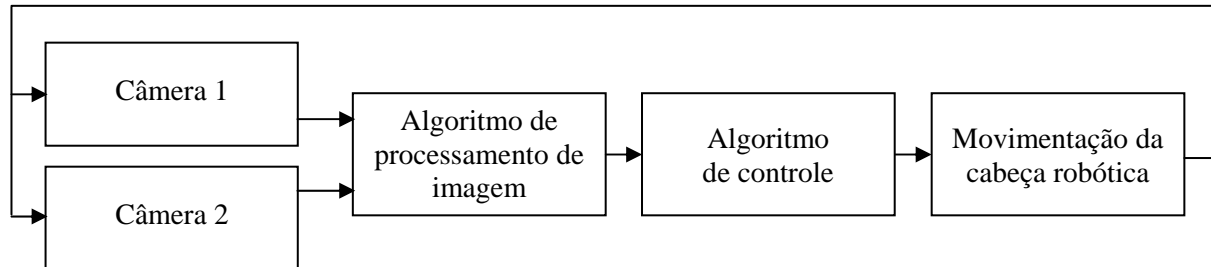 Câmera 1
Câmera 2
Algoritmo de
processamento de
imagem
Algoritmo
de controle
Movimentação da
cabeça robótica